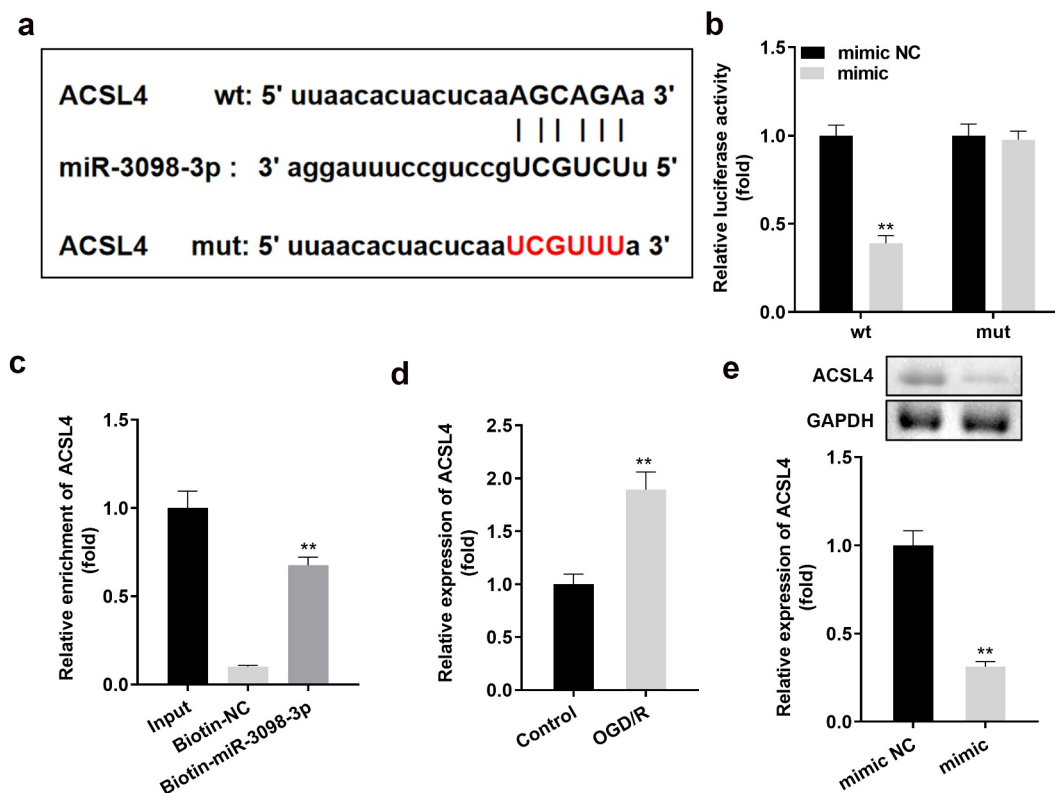 a
ACSL4 wt: 5' uuaacacuacucaaAGCAGAa 3'
miR-3098-3p : 3' aggauuuccguccgUCGUCUu 5'
ACSL4 mut: 5' uuaacacuacucaaUCGUUUa 3'
b
mimic NC
mimic
Relative luciferase activity
(fold)
1.5
1.0
0.5
0.0
**
wt mut
c
Relative enrichment of ACSL4
(fold)
1.5
1.0
0.5
0.0
**
Input
Biotin-NC
Biotin-miR-3098-3p
d
Relative expression of ACSL4
(fold)
2.5
2.0
1.5
1.0
0.5
0.0
**
Control
OGD/R
e
ACSL4
GAPDH
Relative expression of ACSL4
(fold)
1.5
1.0
0.5
0.0
**
mimic NC
mimic